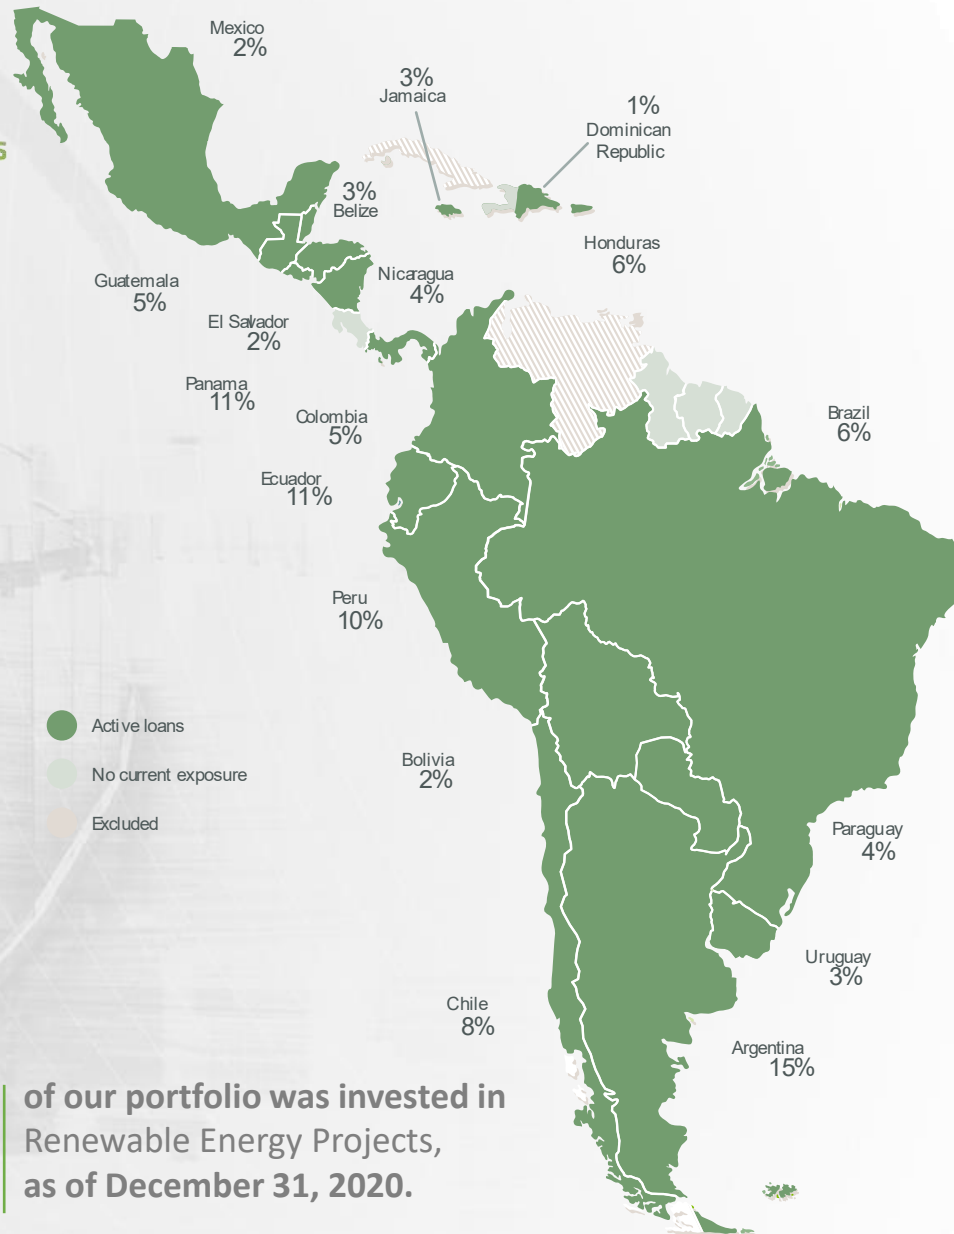 Mexico
2%
3%
Jamaica
1%
Dominican
Republic
s
3%
Belize
Honduras
6%
Guatemala
5%
Nicaragua
4%
El Salvador
2%
Panama
11%
Colombia
5%
Brazil
6%
Ecuador
11%
Peru
10%
Active loans
No current exposure
Excluded
Bolivia
2%
Paraguay
4%
Uruguay
3%
Chile
8%
Argentina
15%
of our portfolio was invested in
Renewable Energy Projects,
as of December 31, 2020.